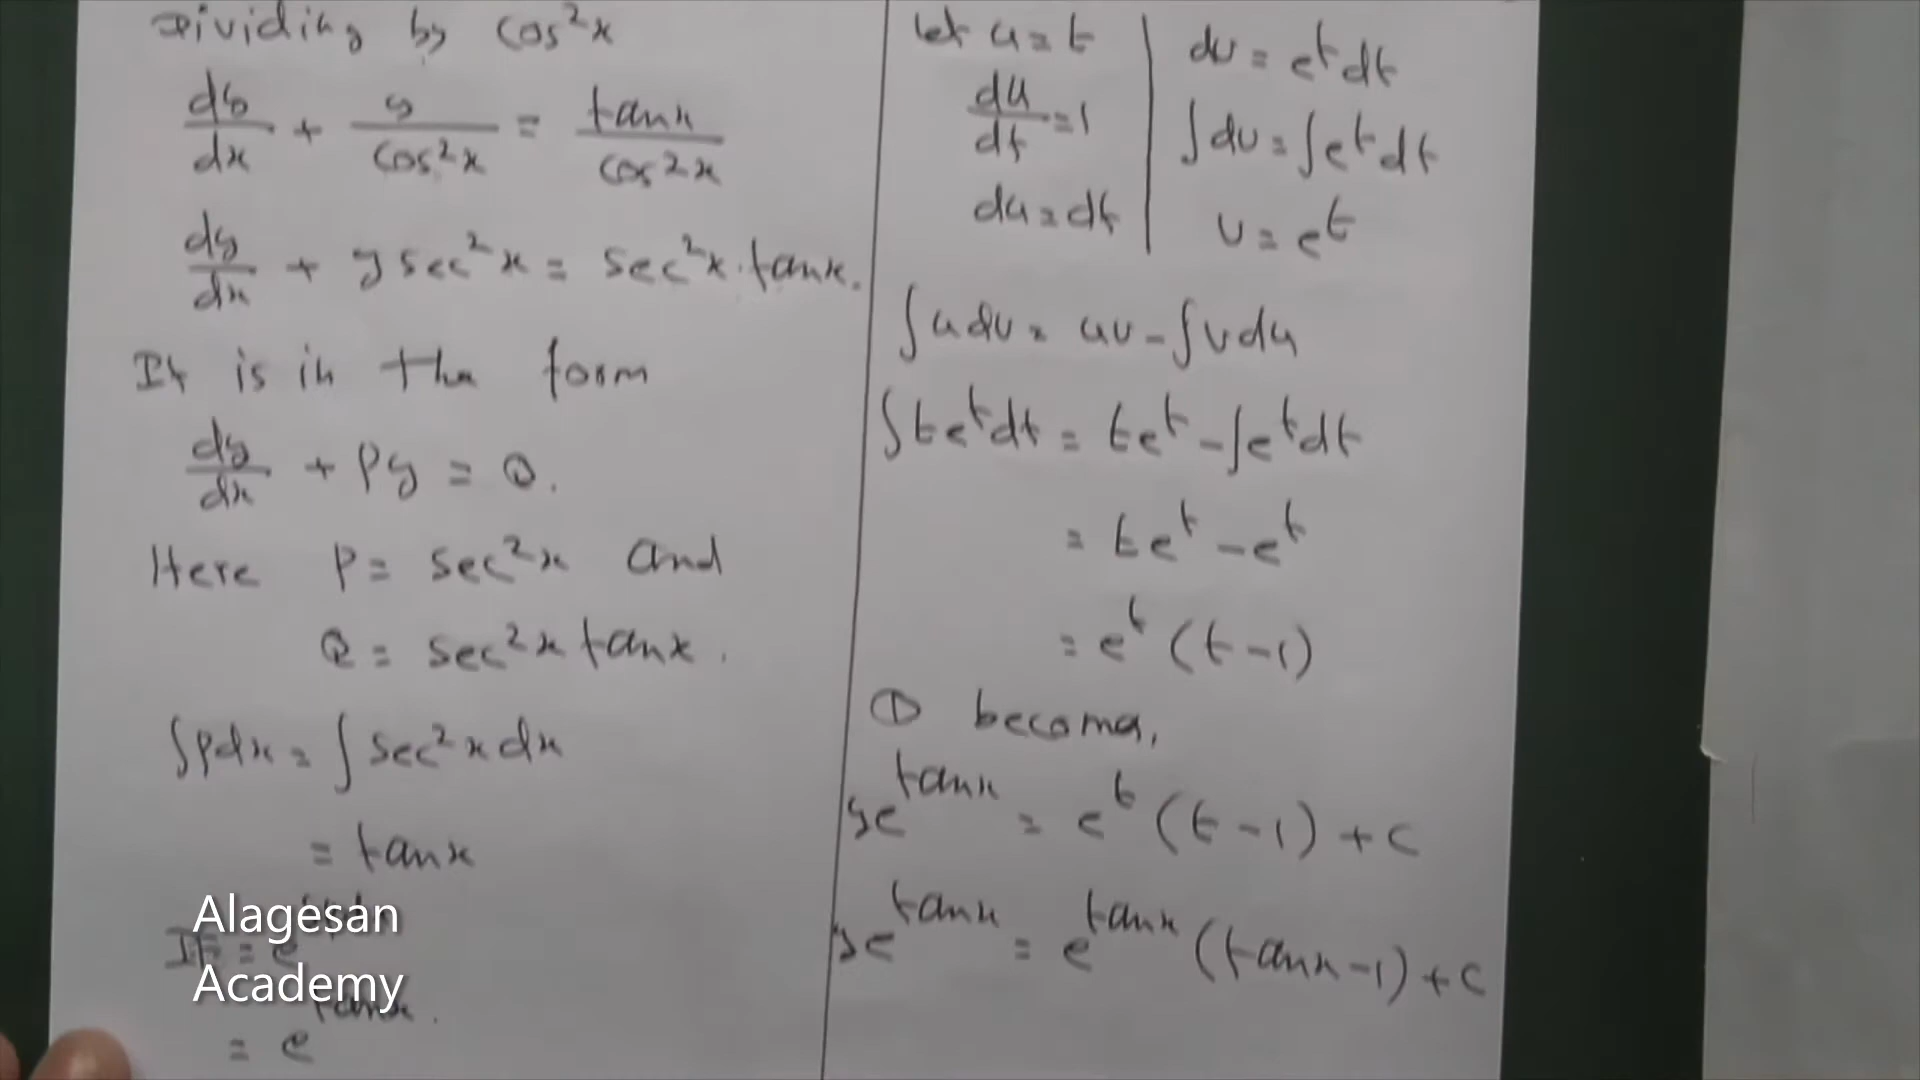 Dividing by cos²x
dy/dx + y/cos²x = tanx/cos²x
dy/dx + y sec²x = sec²x . tanx.
It is in the form
dy/dx + Py = Q.
Here P = sec²x and
Q = sec²x tanx.
∫Pdx = ∫sec²x dx
= tanx
IF = e
= e^tanx.
Alagesan
Academy
let u = t
du/dt = 1
du = dt
dv = e^t dt
∫dv = ∫e^t dt
v = e^t
∫u dv = uv - ∫v du
∫t e^t dt = t e^t - ∫e^t dt
= t e^t - e^t
= e^t (t - 1)
① becomes,
ye^tanx = e^t (t - 1) + c
ye^tanx = e^tanx (tanx - 1) + c